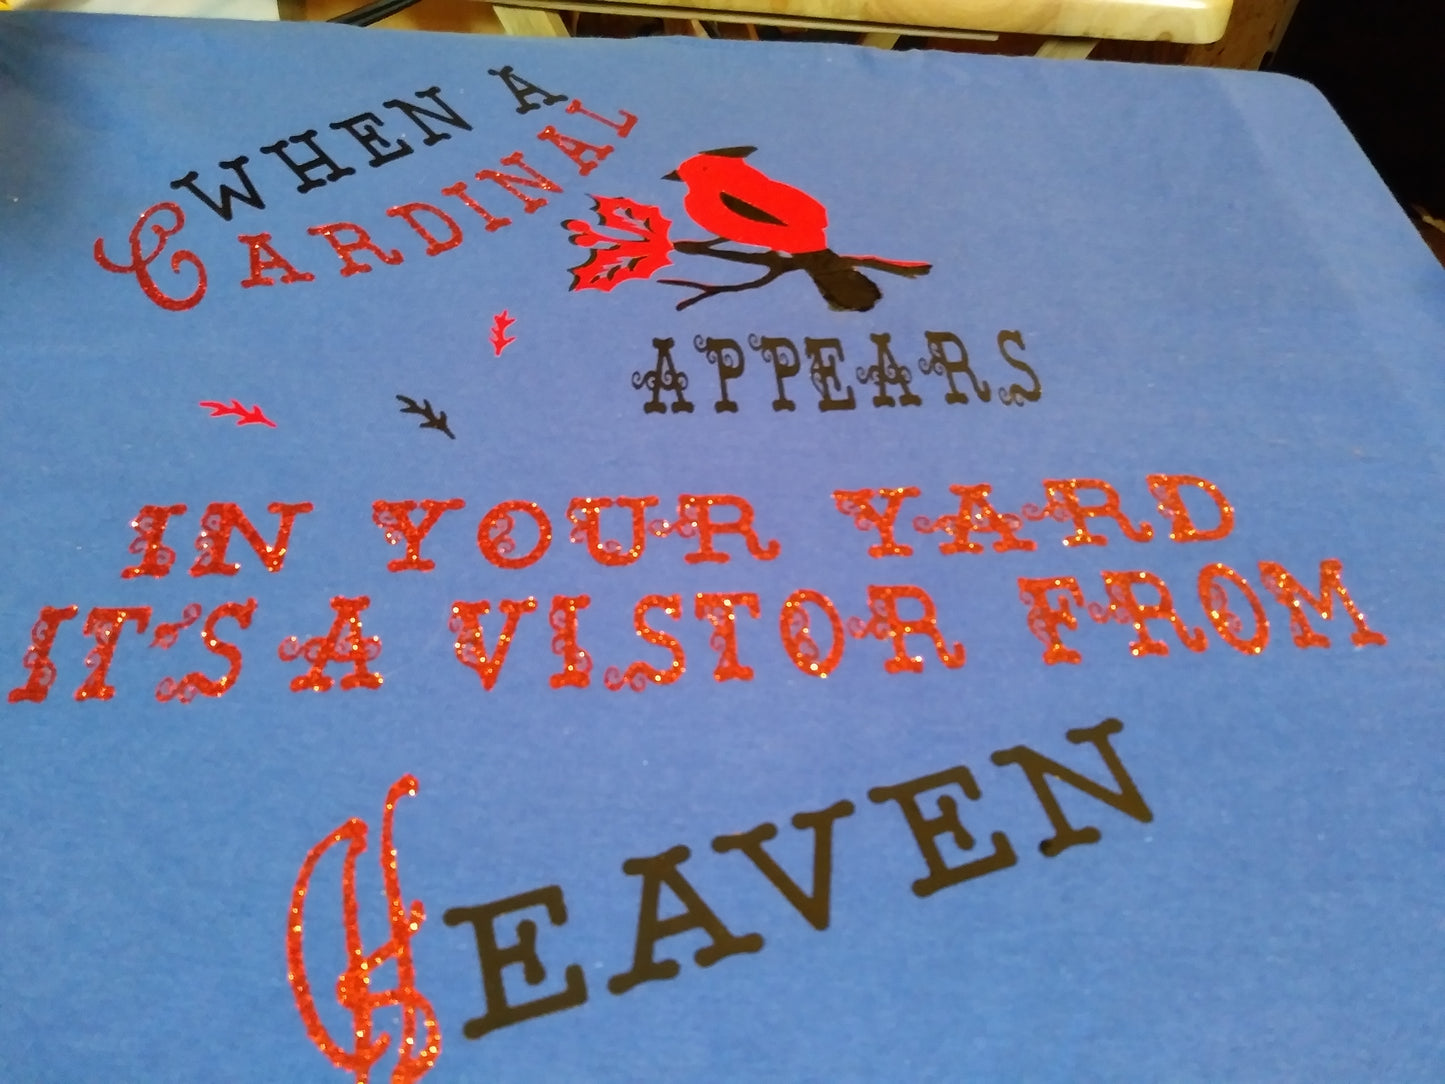 WHEN A
CARDINAL
APPEARS
IN YOUR YARD
IT'S A VISTOR FROM
HEAVEN